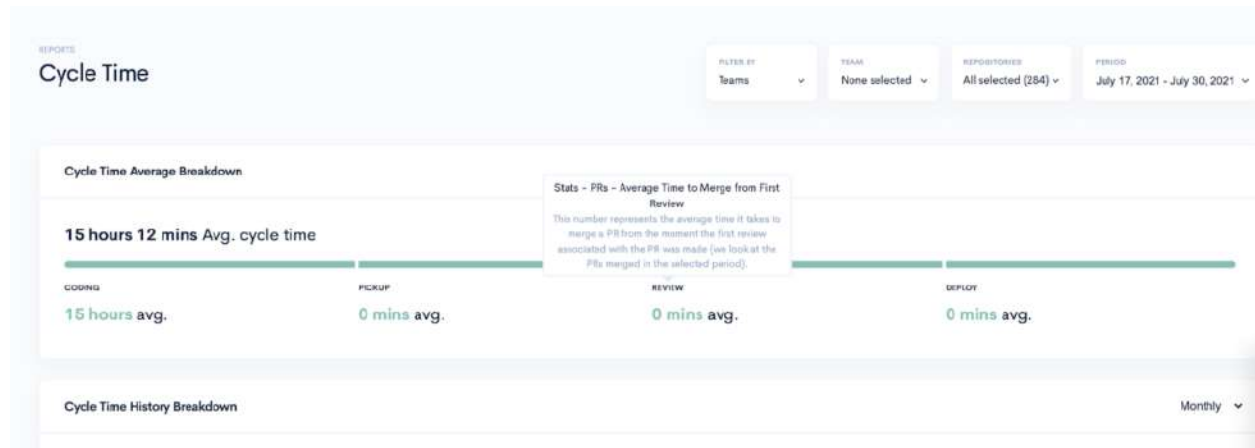 REPORTS
Cycle Time
FILTER BY
Teams
TEAM
None selected
REPOSITORIES
All selected (284)
PERIOD
July 17, 2021 - July 30, 2021
Cycle Time Average Breakdown
Stats - PRs - Average Time to Merge from First
Review
This number represents the average time it takes to
merge a PR from the moment the first review
associated with the PR was made (we look at the
PRs merged in the selected period).
15 hours 12 mins Avg. cycle time
CODING
15 hours avg.
PICKUP
0 mins avg.
REVIEW
0 mins avg.
DEPLOY
0 mins avg.
Cycle Time History Breakdown
Monthly